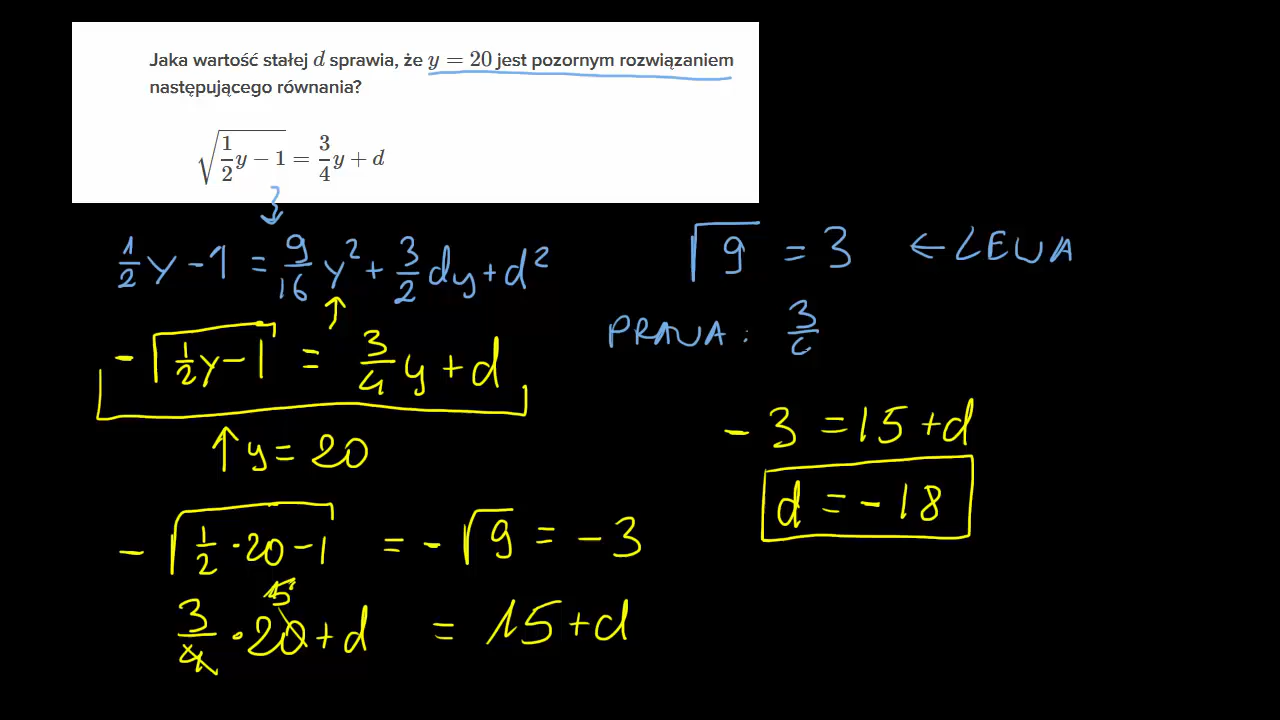 Jaka wartość stałej d sprawia, że y = 20 jest pozornym rozwiązaniem
następującego równania?
√(1/2 y − 1) = 3/4 y + d
1/2 y − 1 = 9/16 y² + 3/2 dy + d²
√9 = 3 ← LEWA
PRAWA : 3/
− √(1/2 y − 1) = 3/4 y + d
↑ y = 20
− 3 = 15 + d
d = − 18
− √(1/2 · 20 − 1) = − √9 = − 3
15
3/4 · 20 + d = 15 + d